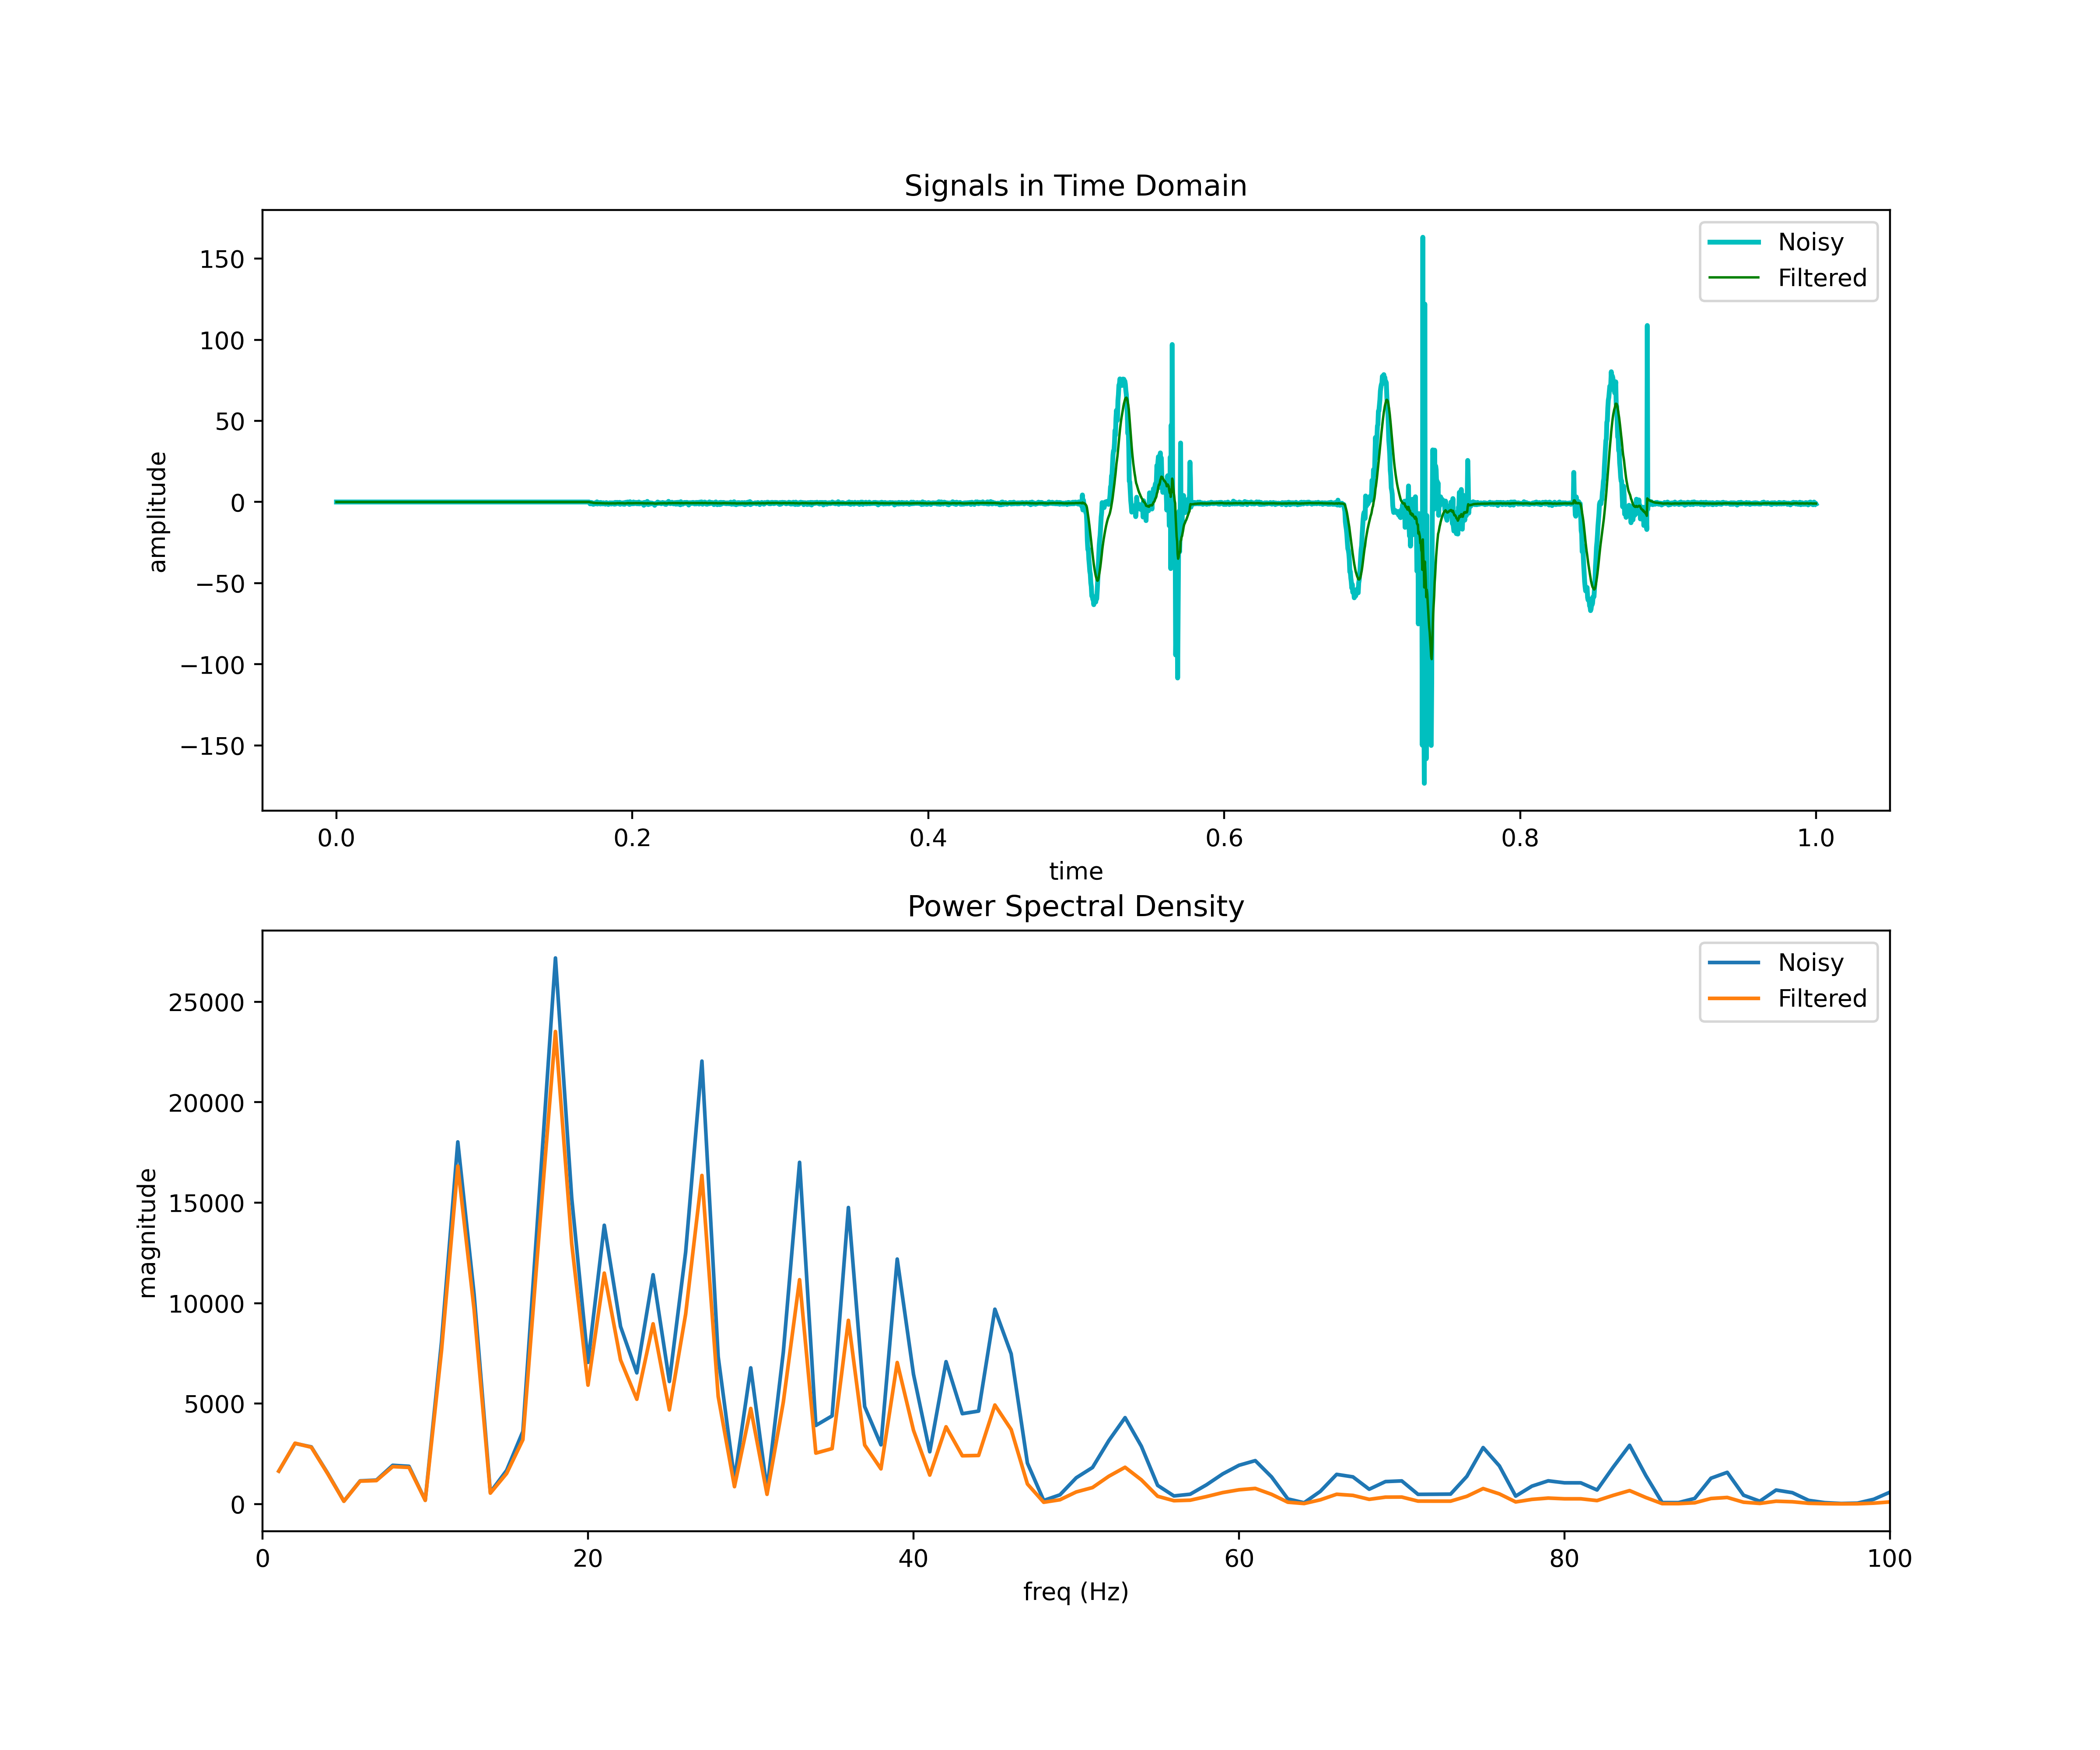 Signals in Time Domain
Noisy
Filtered
150
100
50
0
−50
−100
−150
amplitude
0.0 0.2 0.4 0.6 0.8 1.0
time
Power Spectral Density
Noisy
Filtered
25000
20000
15000
10000
5000
0
magnitude
0 20 40 60 80 100
freq (Hz)